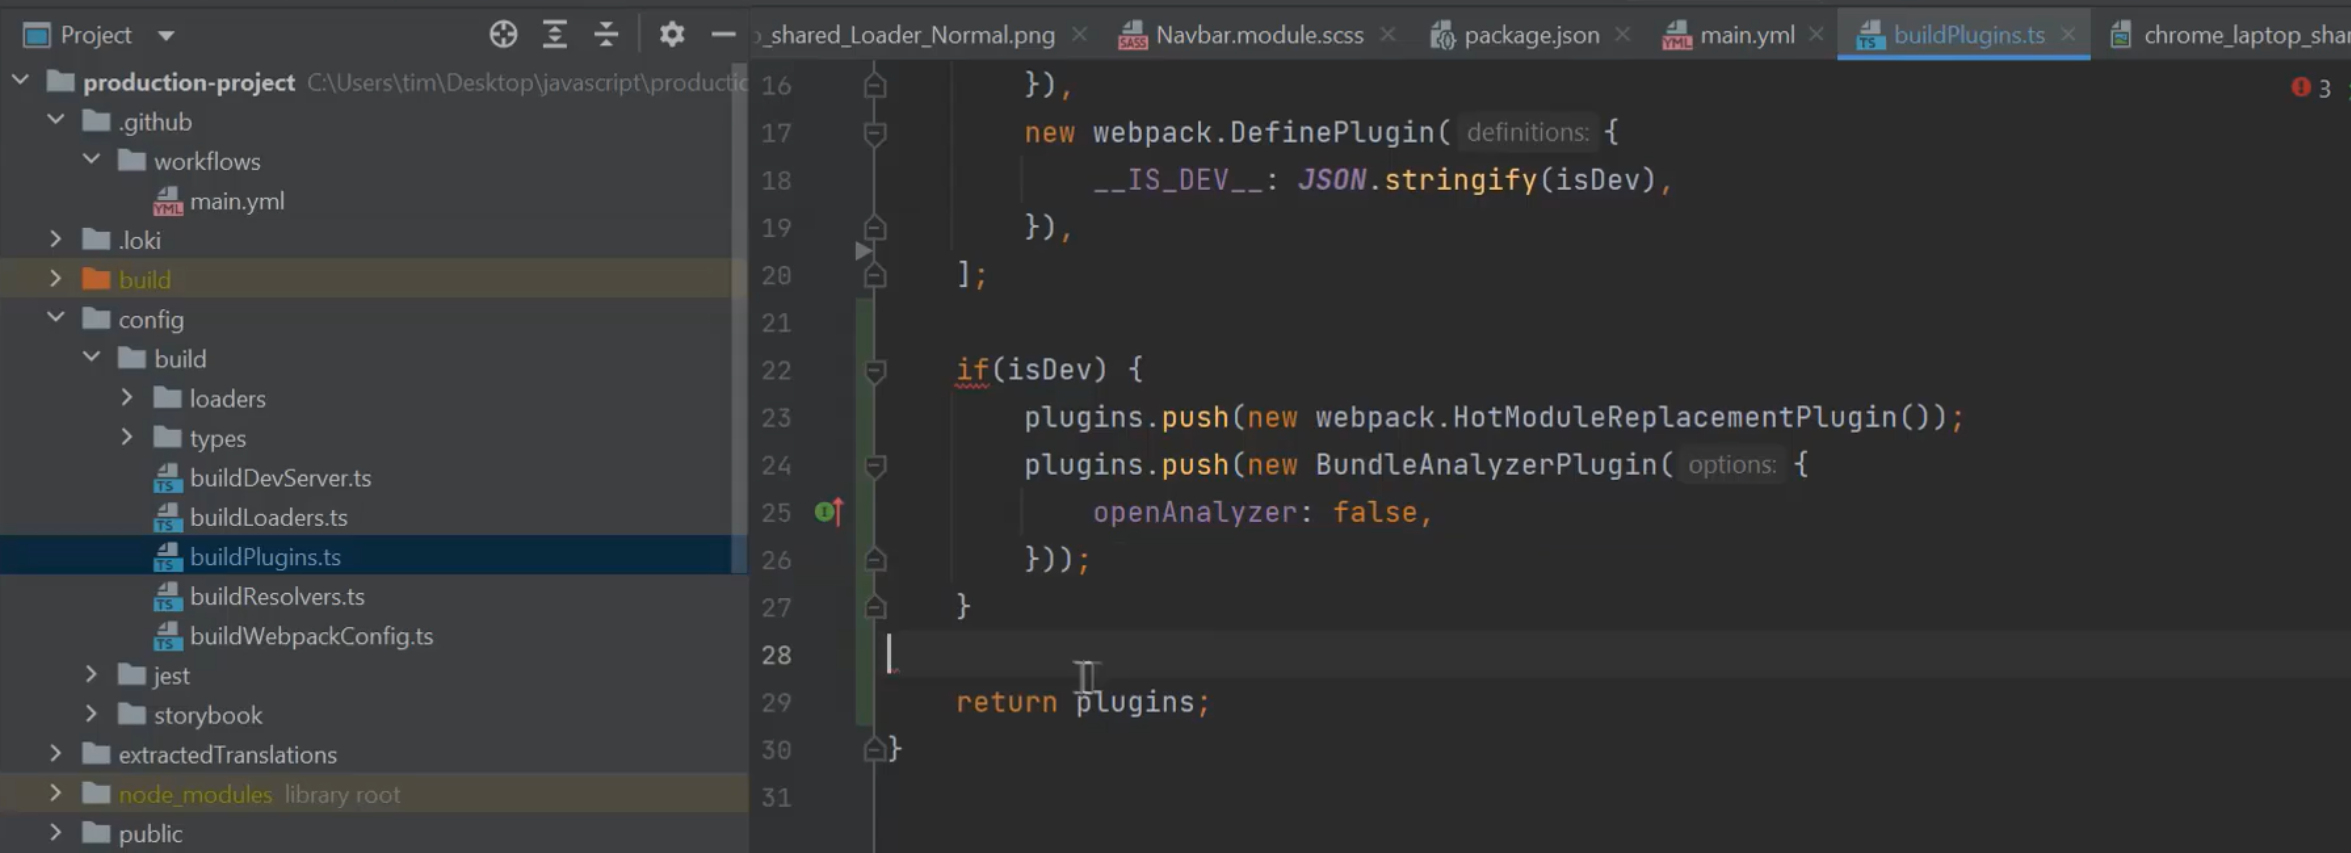 Project
production-project C:\Users\tim\Desktop\javascript\productic
.github
workflows
main.yml
.loki
build
config
build
loaders
types
buildDevServer.ts
buildLoaders.ts
buildPlugins.ts
buildResolvers.ts
buildWebpackConfig.ts
jest
storybook
extractedTranslations
node_modules library root
public
_shared_Loader_Normal.png Navbar.module.scss package.json main.yml buildPlugins.ts chrome_laptop_shar
3
16 }),
17 new webpack.DefinePlugin( definitions: {
18 __IS_DEV__: JSON.stringify(isDev),
19 }),
20 ];
21
22 if(isDev) {
23 plugins.push(new webpack.HotModuleReplacementPlugin());
24 plugins.push(new BundleAnalyzerPlugin( options: {
25 openAnalyzer: false,
26 }));
27 }
28
29 return plugins;
30 }
31